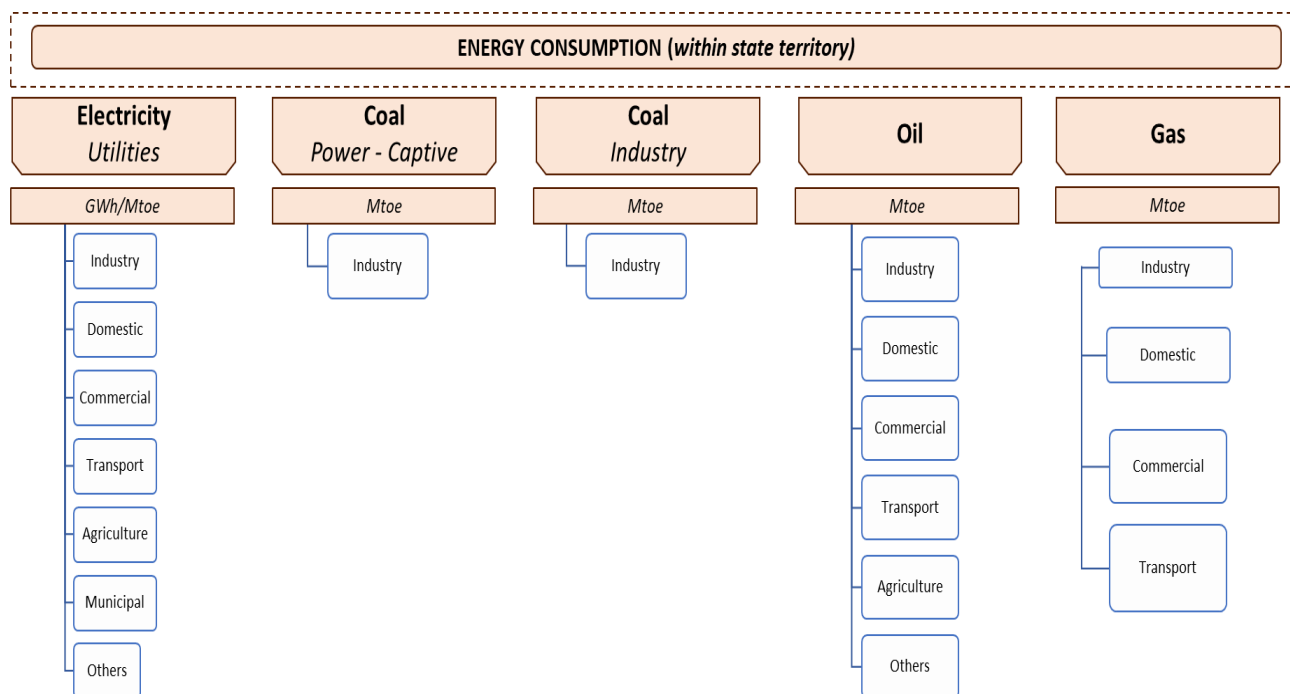 ENERGY CONSUMPTION (within state territory)
Electricity
Utilities
GWh/Mtoe
Industry
Domestic
Commercial
Transport
Agriculture
Municipal
Others
Coal
Power - Captive
Mtoe
Industry
Coal
Industry
Mtoe
Industry
Oil
Mtoe
Industry
Domestic
Commercial
Transport
Agriculture
Others
Gas
Mtoe
Industry
Domestic
Commercial
Transport